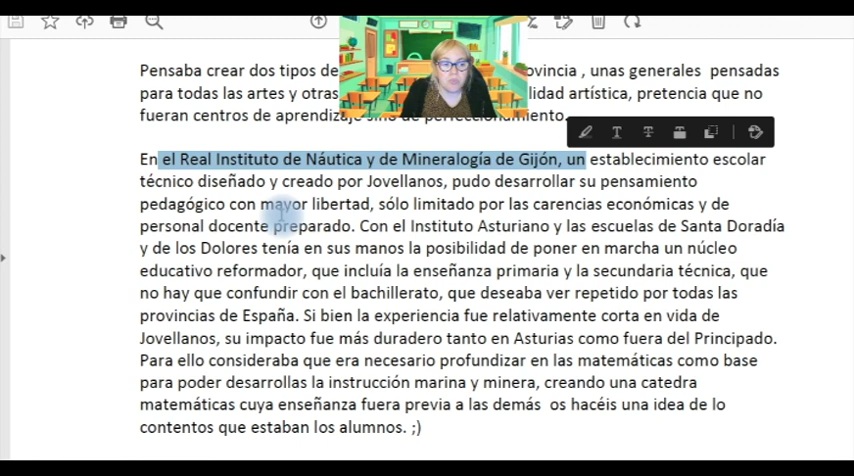 Pensaba crear dos tipos de ovincia , unas generales pensadas
para todas las artes y otras lidad artística, pretencia que no
fueran centros de aprendizaje sino de perfeccionamiento.
En el Real Instituto de Náutica y de Mineralogía de Gijón, un establecimiento escolar
técnico diseñado y creado por Jovellanos, pudo desarrollar su pensamiento
pedagógico con mayor libertad, sólo limitado por las carencias económicas y de
personal docente preparado. Con el Instituto Asturiano y las escuelas de Santa Doradía
y de los Dolores tenía en sus manos la posibilidad de poner en marcha un núcleo
educativo reformador, que incluía la enseñanza primaria y la secundaria técnica, que
no hay que confundir con el bachillerato, que deseaba ver repetido por todas las
provincias de España. Si bien la experiencia fue relativamente corta en vida de
Jovellanos, su impacto fue más duradero tanto en Asturias como fuera del Principado.
Para ello consideraba que era necesario profundizar en las matemáticas como base
para poder desarrollas la instrucción marina y minera, creando una catedra
matemáticas cuya enseñanza fuera previa a las demás os hacéis una idea de lo
contentos que estaban los alumnos. ;)